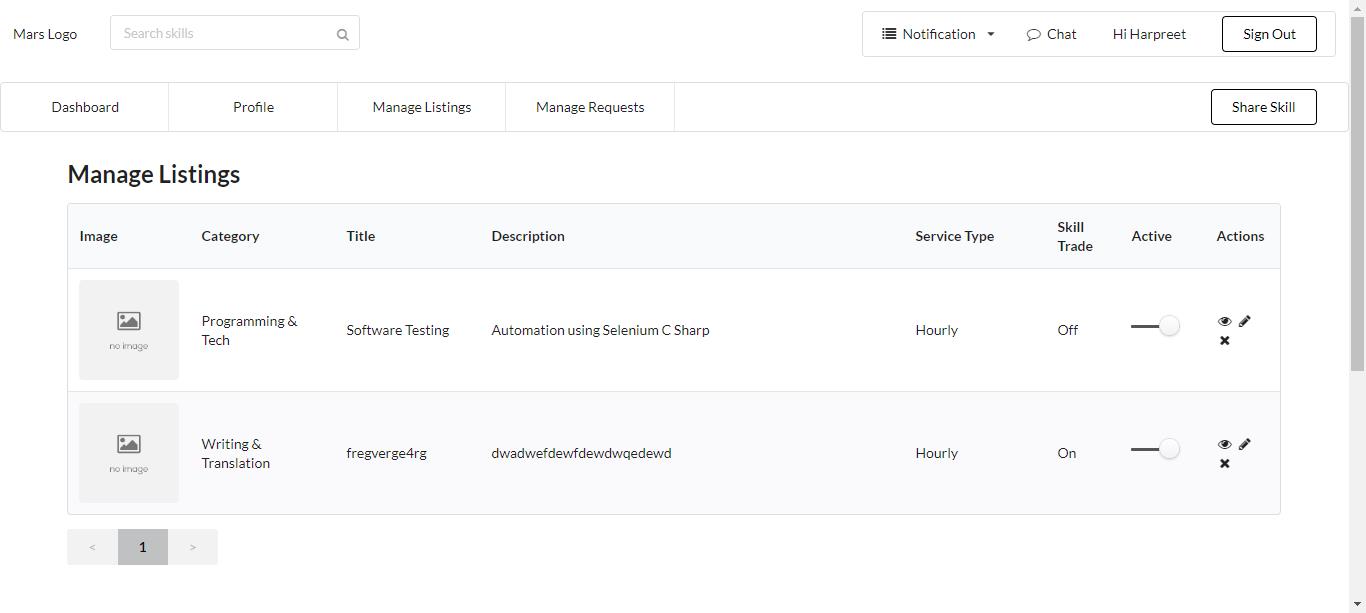 Mars Logo
Search skills
Notification
Chat
Hi Harpreet
Sign Out
Dashboard
Profile
Manage Listings
Manage Requests
Share Skill
Manage Listings
Image
Category
Title
Description
Service Type
Skill
Trade
Active
Actions
no image
Programming &
Tech
Software Testing
Automation using Selenium C Sharp
Hourly
Off
no image
Writing &
Translation
fregverge4rg
dwadwefdewfdewdwqedewd
Hourly
On
< 1 >